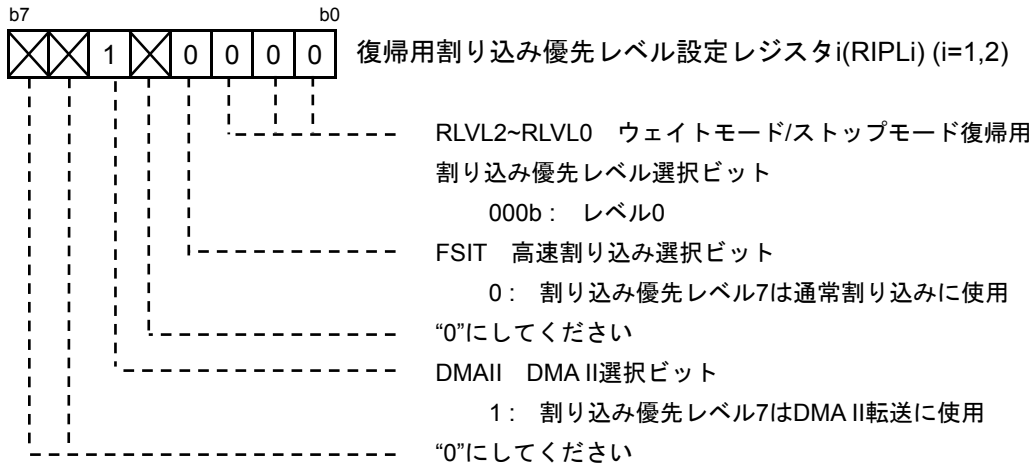 b7 b0
1 0 0 0 0 復帰用割り込み優先レベル設定レジスタi(RIPLi) (i=1,2)
RLVL2~RLVL0 ウェイトモード/ストップモード復帰用
割り込み優先レベル選択ビット
000b : レベル0
FSIT 高速割り込み選択ビット
0 : 割り込み優先レベル7は通常割り込みに使用
“0”にしてください
DMAII DMA II選択ビット
1 : 割り込み優先レベル7はDMA II転送に使用
“0”にしてください